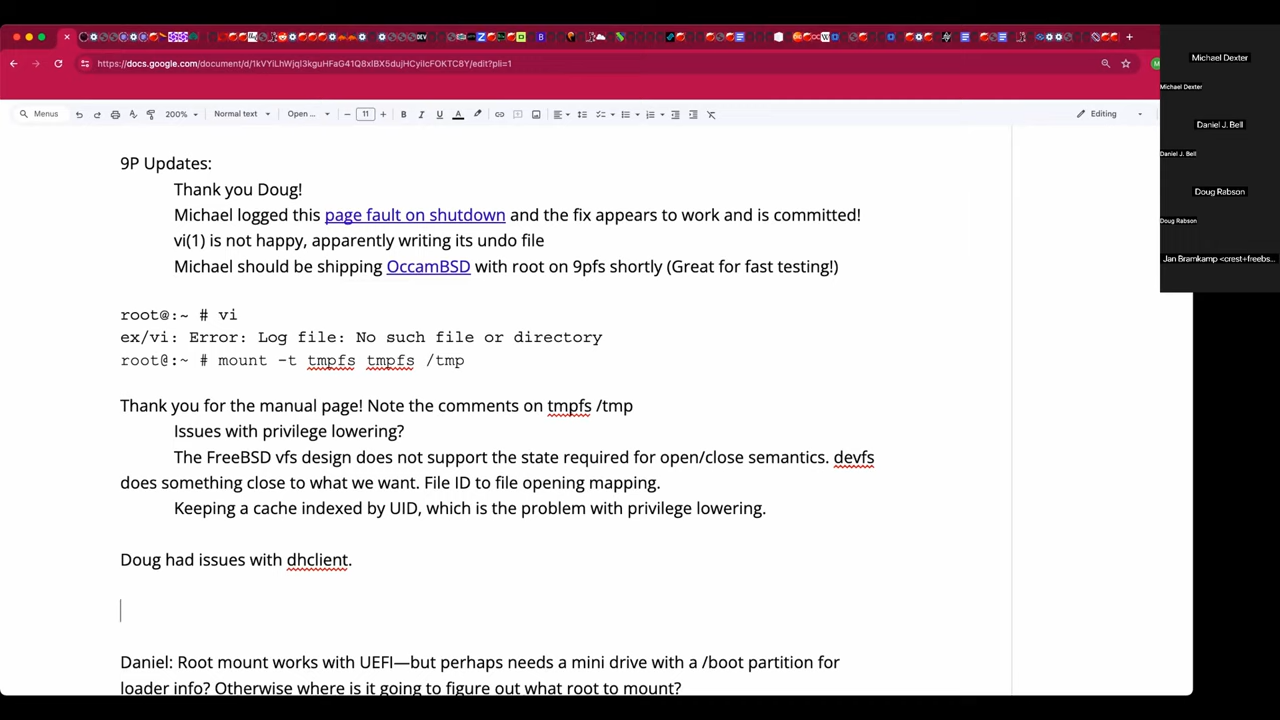 https://docs.google.com/document/d/1kVYiLhWjqI3kguHFaG41Q8xIBX5dujHCyilcFOKTC8Y/edit?pli=1
Menus
200%
Normal text
Open ...
11
Editing
9P Updates:
Thank you Doug!
Michael logged this page fault on shutdown and the fix appears to work and is committed!
vi(1) is not happy, apparently writing its undo file
Michael should be shipping OccamBSD with root on 9pfs shortly (Great for fast testing!)
root@:~ # vi
ex/vi: Error: Log file: No such file or directory
root@:~ # mount -t tmpfs tmpfs /tmp
Thank you for the manual page! Note the comments on tmpfs /tmp
Issues with privilege lowering?
The FreeBSD vfs design does not support the state required for open/close semantics. devfs
does something close to what we want. File ID to file opening mapping.
Keeping a cache indexed by UID, which is the problem with privilege lowering.
Doug had issues with dhclient.
Daniel: Root mount works with UEFI—but perhaps needs a mini drive with a /boot partition for
loader info? Otherwise where is it going to figure out what root to mount?
Michael Dexter
Michael Dexter
Daniel J. Bell
Daniel J. Bell
Doug Rabson
Doug Rabson
Jan Bramkamp <crest+freebs...